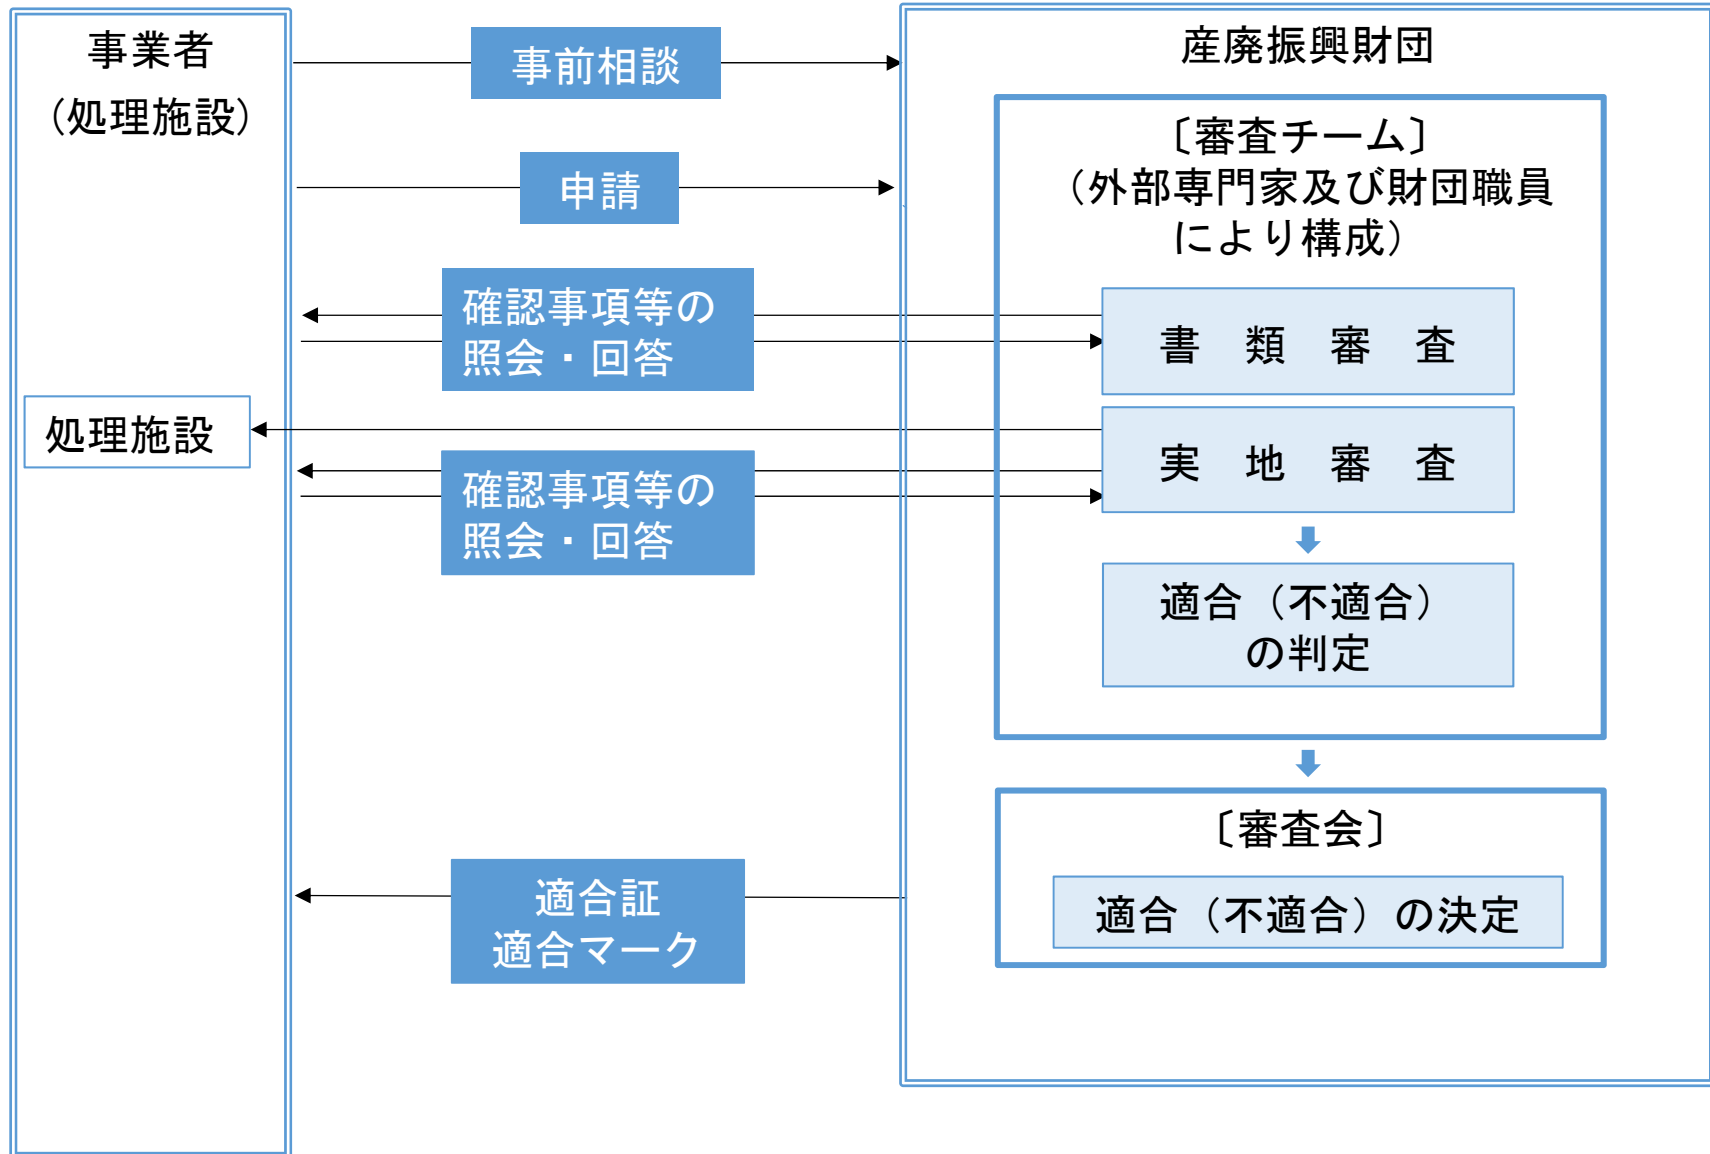 事業者
（処理施設）
事前相談
申請
確認事項等の
照会・回答
処理施設
確認事項等の
照会・回答
適合証
適合マーク
産廃振興財団
〔審査チーム〕
（外部専門家及び財団職員
により構成）
書　類　審　査
実　地　審　査
適合（不適合）
の判定
〔審査会〕
適合（不適合）の決定